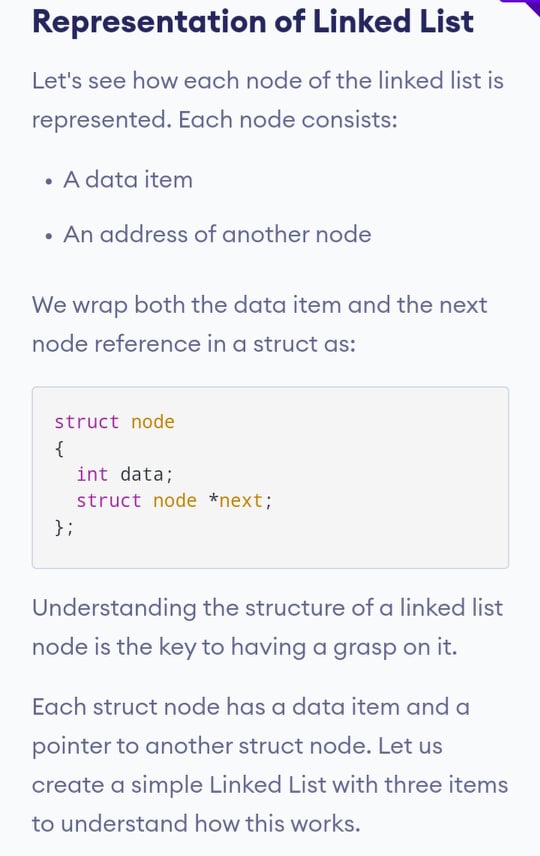 Representation of Linked List
Let's see how each node of the linked list is
represented. Each node consists:
• A data item
• An address of another node
We wrap both the data item and the next
node reference in a struct as:
struct node
{
  int data;
  struct node *next;
};
Understanding the structure of a linked list
node is the key to having a grasp on it.
Each struct node has a data item and a
pointer to another struct node. Let us
create a simple Linked List with three items
to understand how this works.